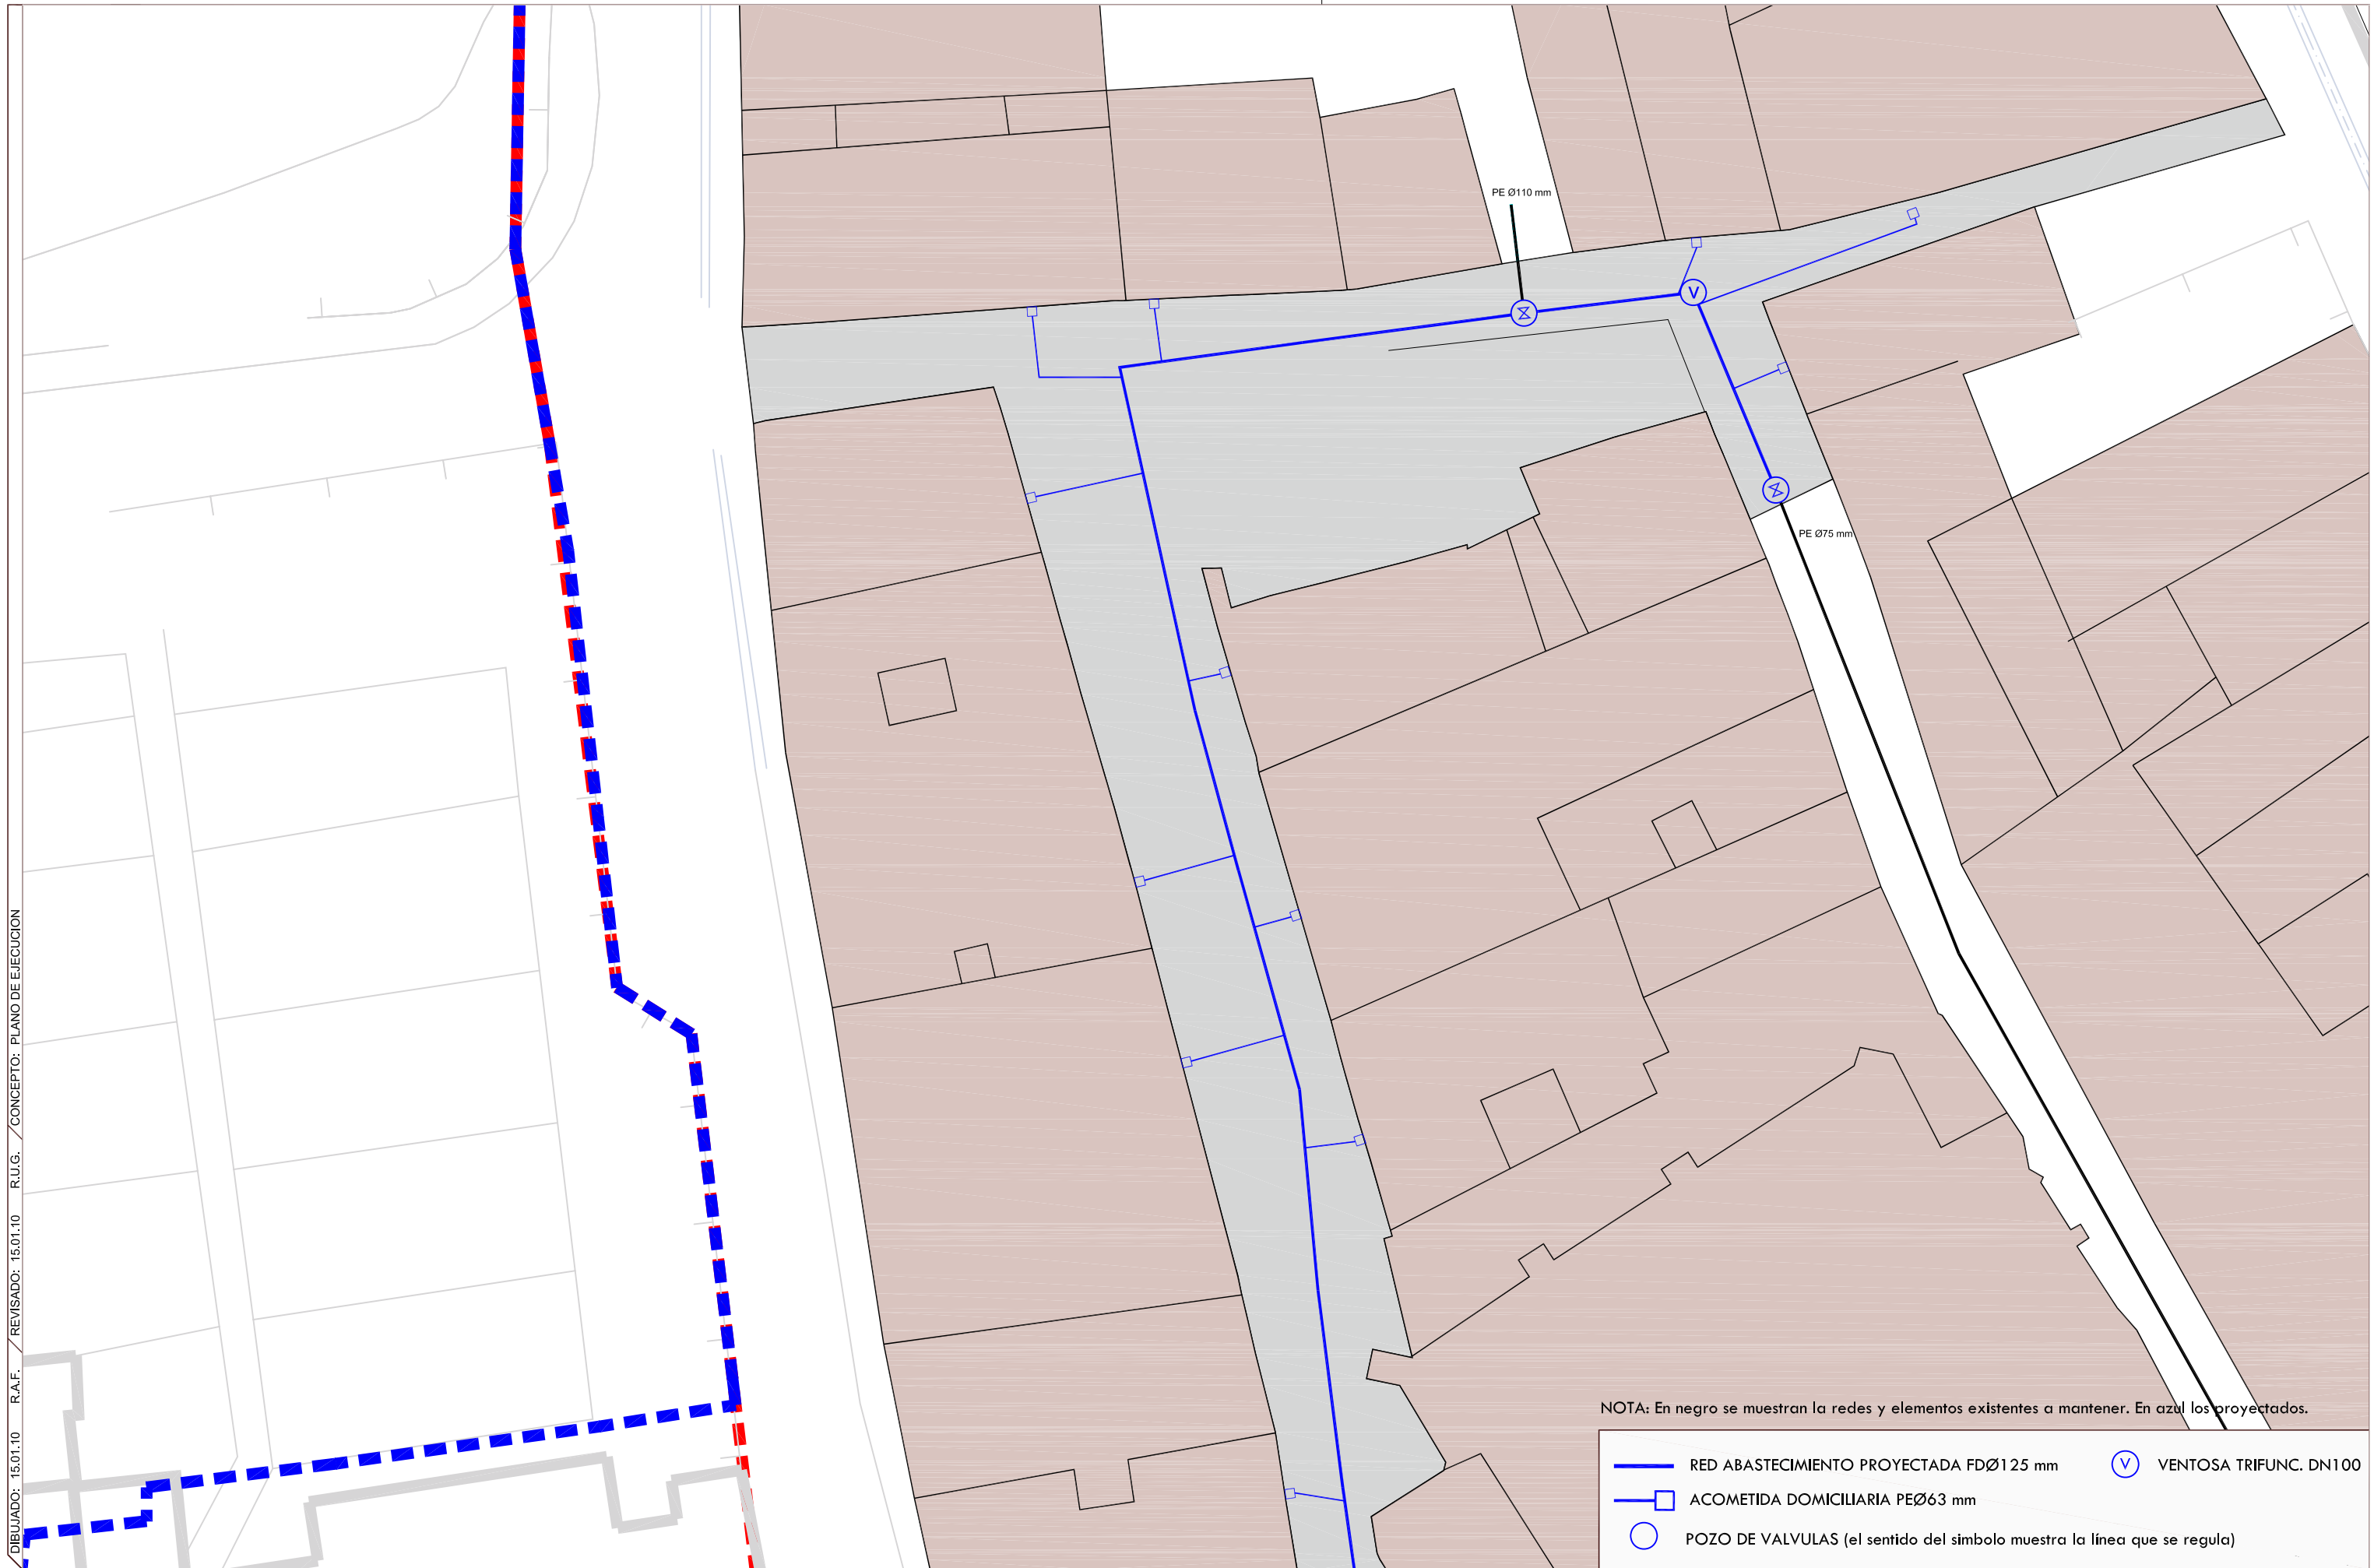 PE Ø110 mm
PE Ø75 mm
NOTA: En negro se muestran la redes y elementos existentes a mantener. En azul los proyectados.
RED ABASTECIMIENTO PROYECTADA FDØ125 mm
V VENTOSA TRIFUNC. DN100
ACOMETIDA DOMICILIARIA PEØ63 mm
POZO DE VALVULAS (el sentido del simbolo muestra la línea que se regula)
V
DIBUJADO: 15.01.10 R.A.F. REVISADO: 15.01.10 R.U.G. CONCEPTO: PLANO DE EJECUCION